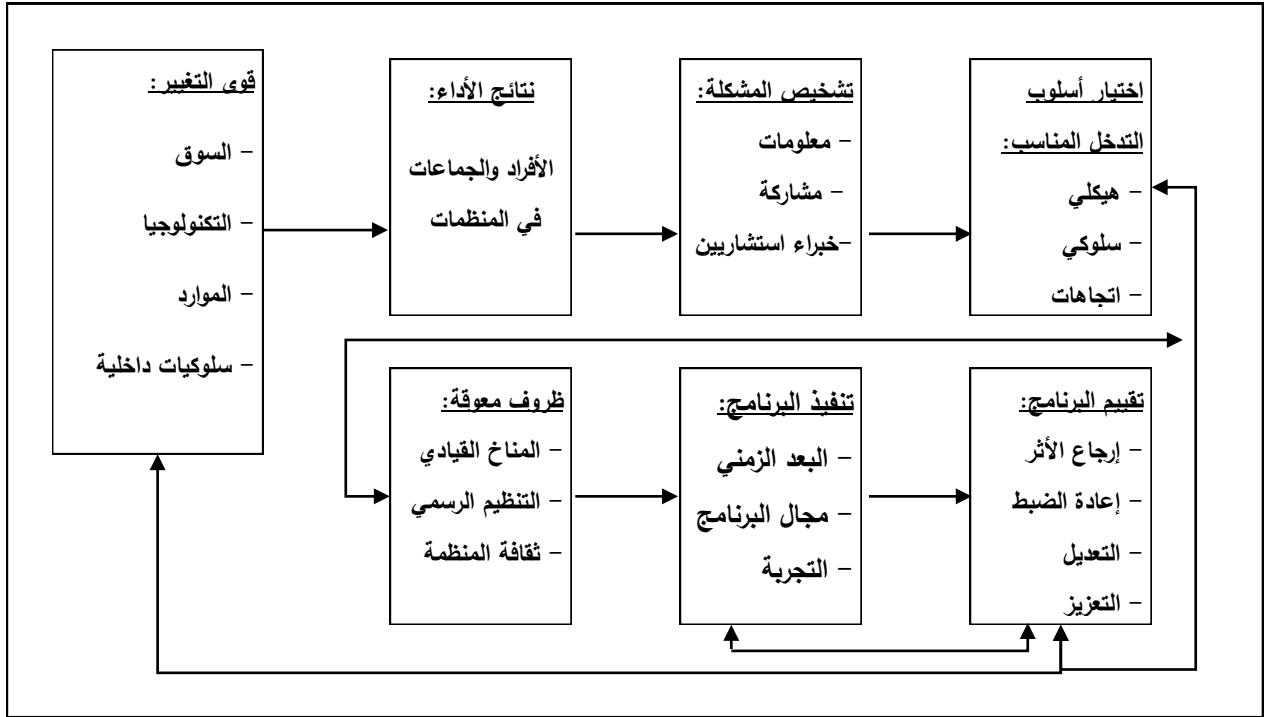 قوى التغيير:
– السوق
– التكنولوجيا
– الموارد
– سلوكيات داخلية
نتائج الأداء:
الأفراد والجماعات
في المنظمات
تشخيص المشكلة:
– معلومات
– مشاركة
–خبراء استشاريين
اختيار أسلوب
التدخل المناسب:
– هيكلي
– سلوكي
– اتجاهات
ظروف معوقة:
– المناخ القيادي
– التنظيم الرسمي
– ثقافة المنظمة
تنفيذ البرنامج:
– البعد الزمني
– مجال البرنامج
– التجربة
تقييم البرنامج:
– إرجاع الأثر
– إعادة الضبط
– التعديل
– التعزيز